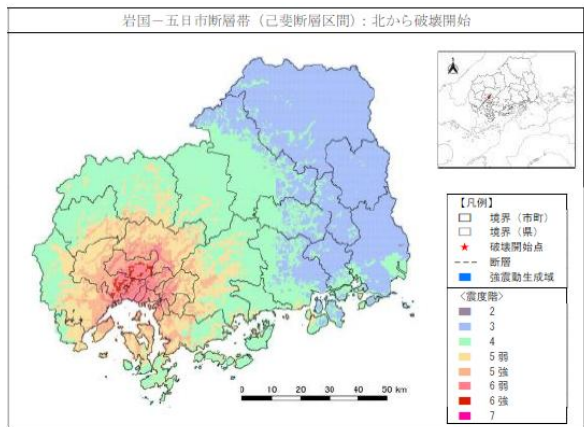 岩国－五日市断層帯（己斐断層区間）：北から破壊開始
【凡例】
境界（市町）
境界（県）
破壊開始点
断層
強震動生成域
＜震度階＞
2
3
4
5 弱
5 強
6 弱
6 強
7
0 10 20 30 40 50 km